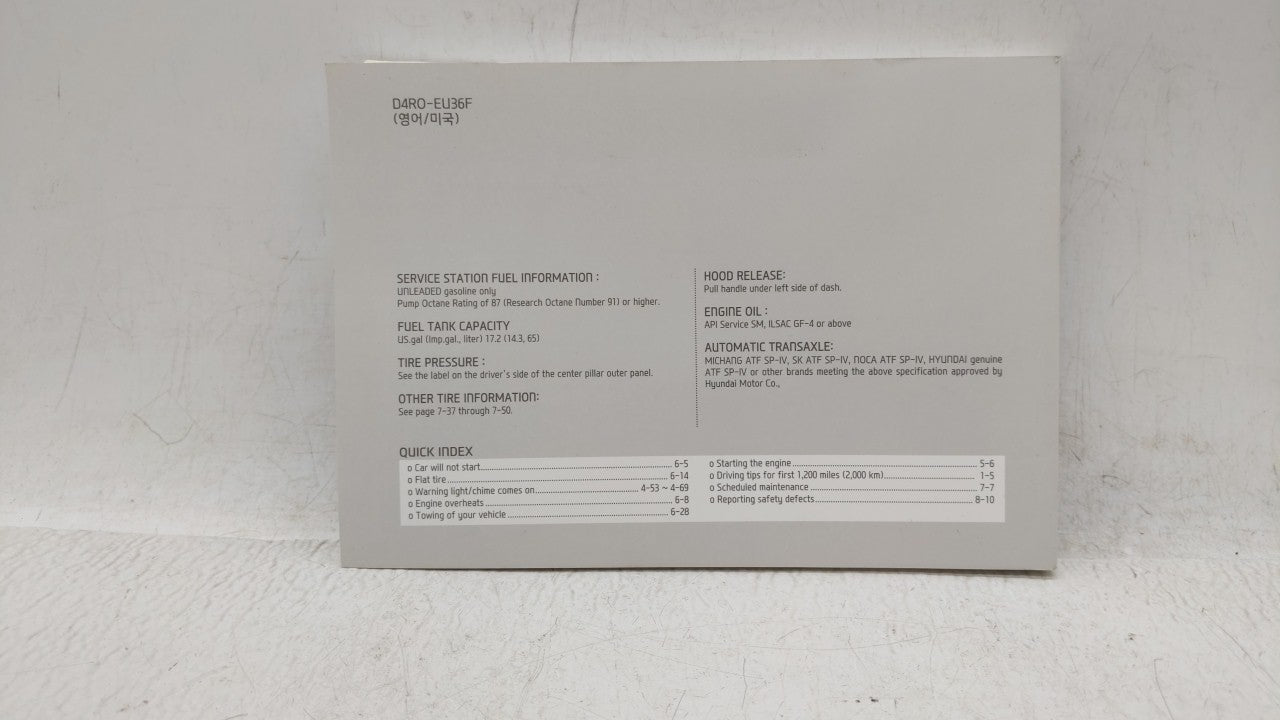 D4RO-EU36F
(영어/미국)
SERVICE STATION FUEL INFORMATION :
UNLEADED gasoline only
Pump Octane Rating of 87 (Research Octane Number 91) or higher.
FUEL TANK CAPACITY
US.gal (Imp.gal., liter) 17.2 (14.3, 65)
TIRE PRESSURE :
See the label on the driver's side of the center pillar outer panel.
OTHER TIRE INFORMATION:
See page 7-37 through 7-50.
HOOD RELEASE:
Pull handle under left side of dash.
ENGINE OIL :
API Service SM, ILSAC GF-4 or above
AUTOMATIC TRANSAXLE:
MICHANG ATF SP-IV, SK ATF SP-IV, NOCA ATF SP-IV, HYUNDAI genuine
ATF SP-IV or other brands meeting the above specification approved by
Hyundai Motor Co.,
QUICK INDEX
o Car will not start 6-5
o Flat tire 6-14
o Warning light/chime comes on 4-53 ~ 4-69
o Engine overheats 6-8
o Towing of your vehicle 6-28
o Starting the engine 5-6
o Driving tips for first 1,200 miles (2,000 km) 1-5
o Scheduled maintenance 7-7
o Reporting safety defects 8-10